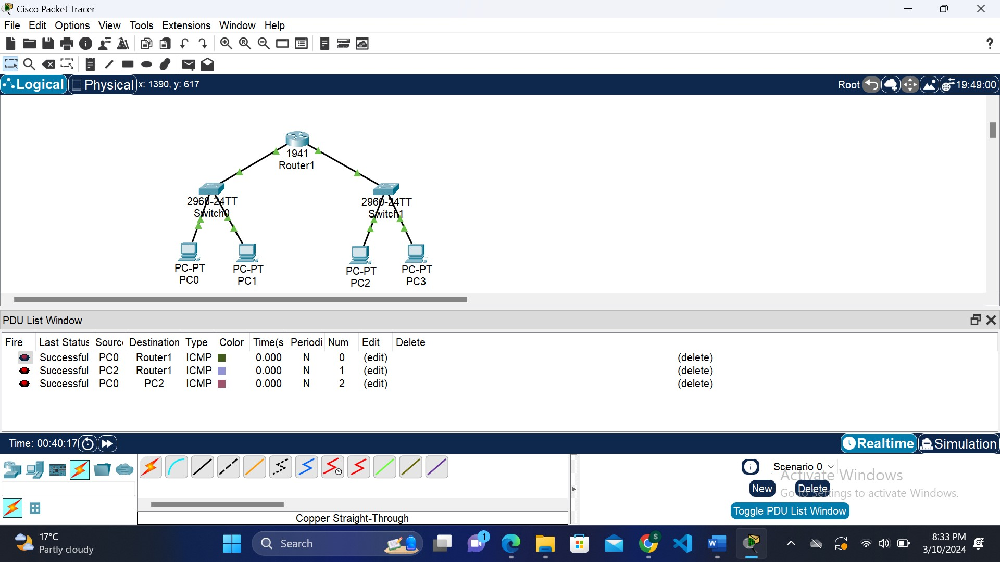 Cisco Packet Tracer
File Edit Options View Tools Extensions Window Help
?
Logical Physical x: 1390, y: 617 Root 19:49:00
1941
Router1
2960-24TT
Switch0
2960-24TT
Switch1
PC-PT
PC0
PC-PT
PC1
PC-PT
PC2
PC-PT
PC3
PDU List Window
Fire Last Status Sourc Destination Type Color Time(s Periodi Num Edit Delete
Successful PC0 Router1 ICMP 0.000 N 0 (edit) (delete)
Successful PC2 Router1 ICMP 0.000 N 1 (edit) (delete)
Successful PC0 PC2 ICMP 0.000 N 2 (edit) (delete)
Time: 00:40:17 Realtime Simulation
Scenario 0
Activate Windows
New Delete
Go to Settings to activate Windows.
Toggle PDU List Window
Copper Straight-Through
17°C
Partly cloudy
Search
1
S
W
8:33 PM
3/10/2024